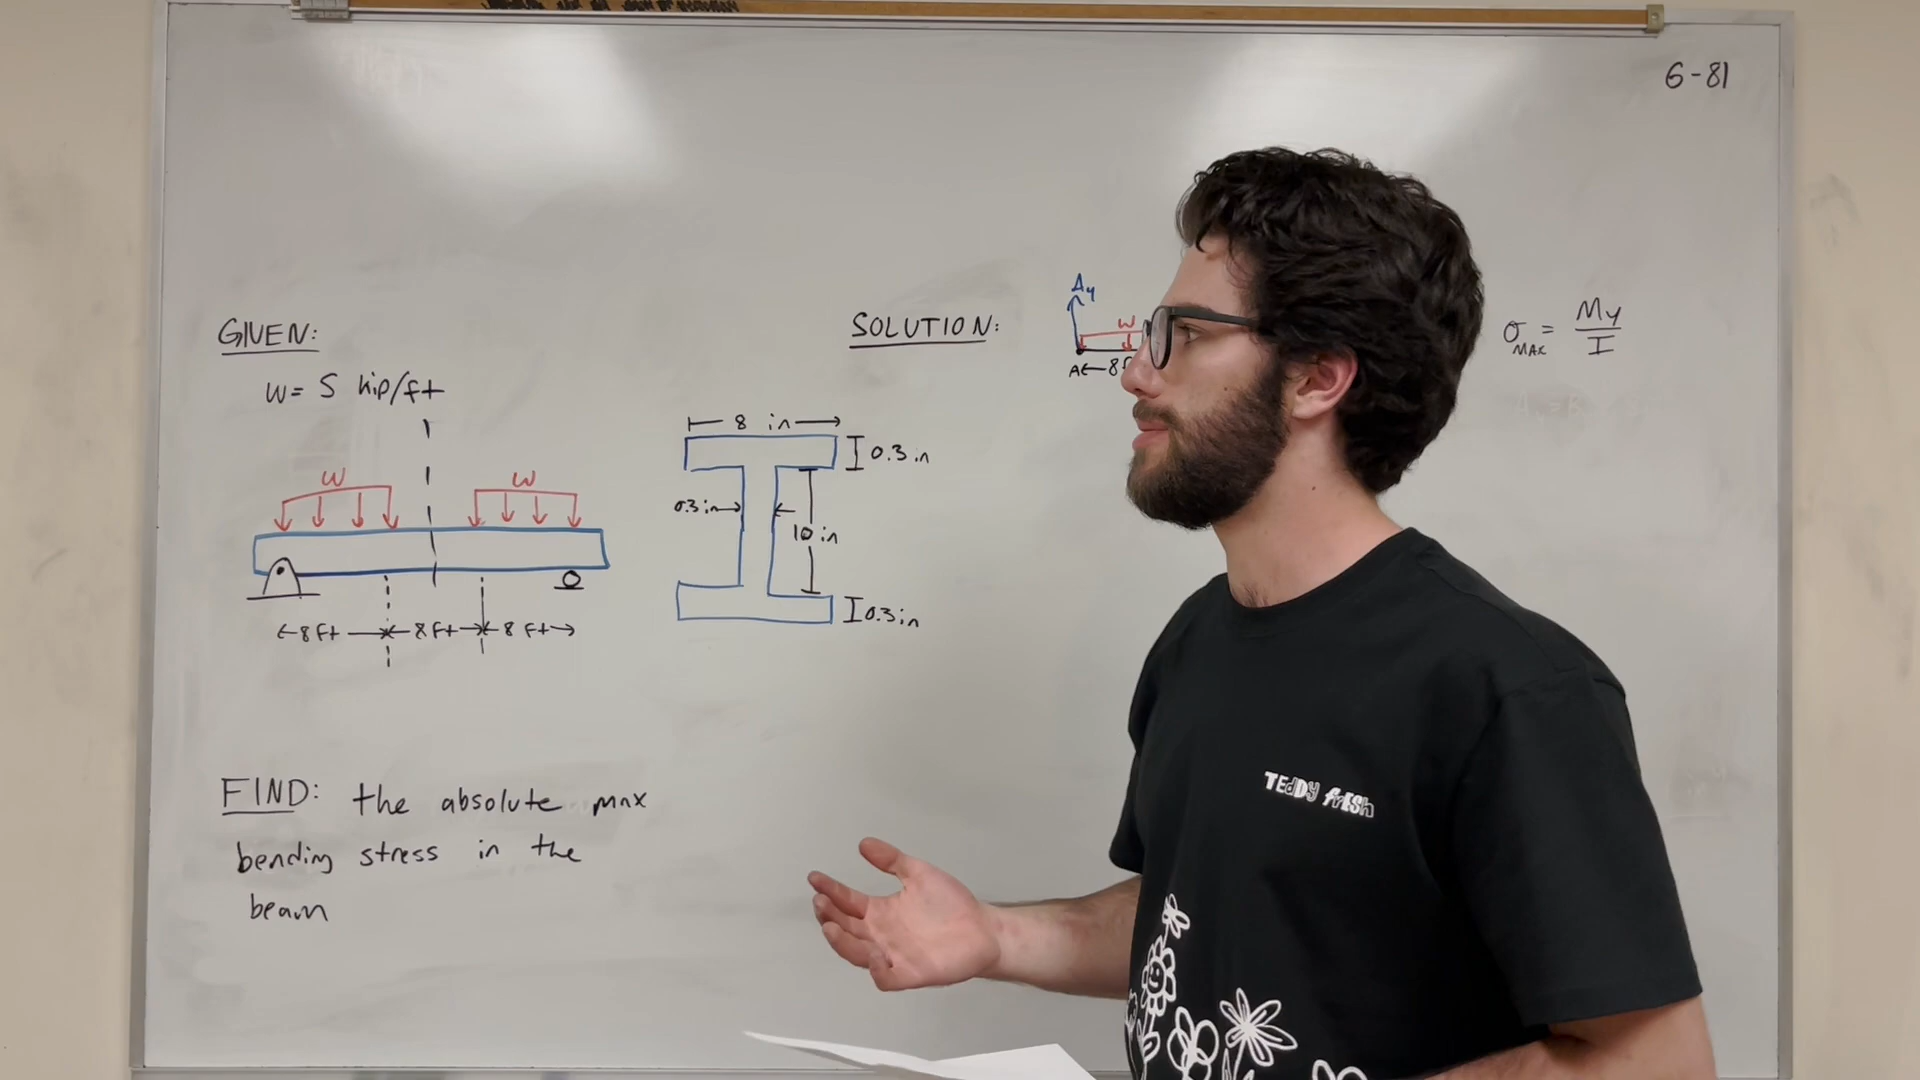 6-81
GIVEN:
w= 5 kip/ft
w
w
←8 ft→←8 ft→←8 ft→
8 in
0.3 in
0.3 in
10 in
0.3 in
FIND: the absolute max
bending stress in the
beam
SOLUTION:
Ay
w
A←8
σMAX = My
I
TEdDY frESh